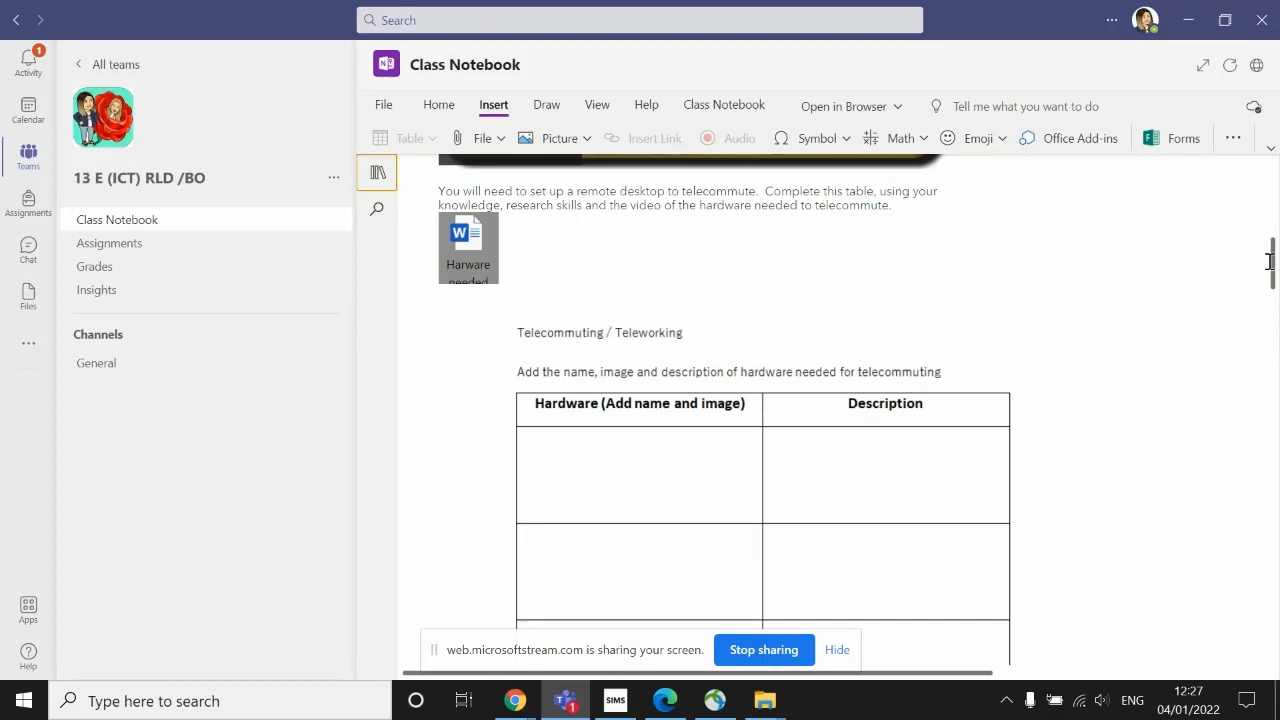 Search
1
Activity
Calendar
Teams
Assignments
Chat
Files
Apps
Help
All teams
13 E (ICT) RLD /BO
Class Notebook
Assignments
Grades
Insights
Channels
General
Class Notebook
File Home Insert Draw View Help Class Notebook Open in Browser Tell me what you want to do
Table File Picture Insert Link Audio Symbol Math Emoji Office Add-ins Forms
You will need to set up a remote desktop to telecommute. Complete this table, using your
knowledge, research skills and the video of the hardware needed to telecommute.
Harware
needed
Telecommuting / Teleworking
Add the name, image and description of hardware needed for telecommuting
Hardware (Add name and image) Description
web.microsoftstream.com is sharing your screen. Stop sharing Hide
Type here to search
1
SIMS
ENG
12:27
04/01/2022